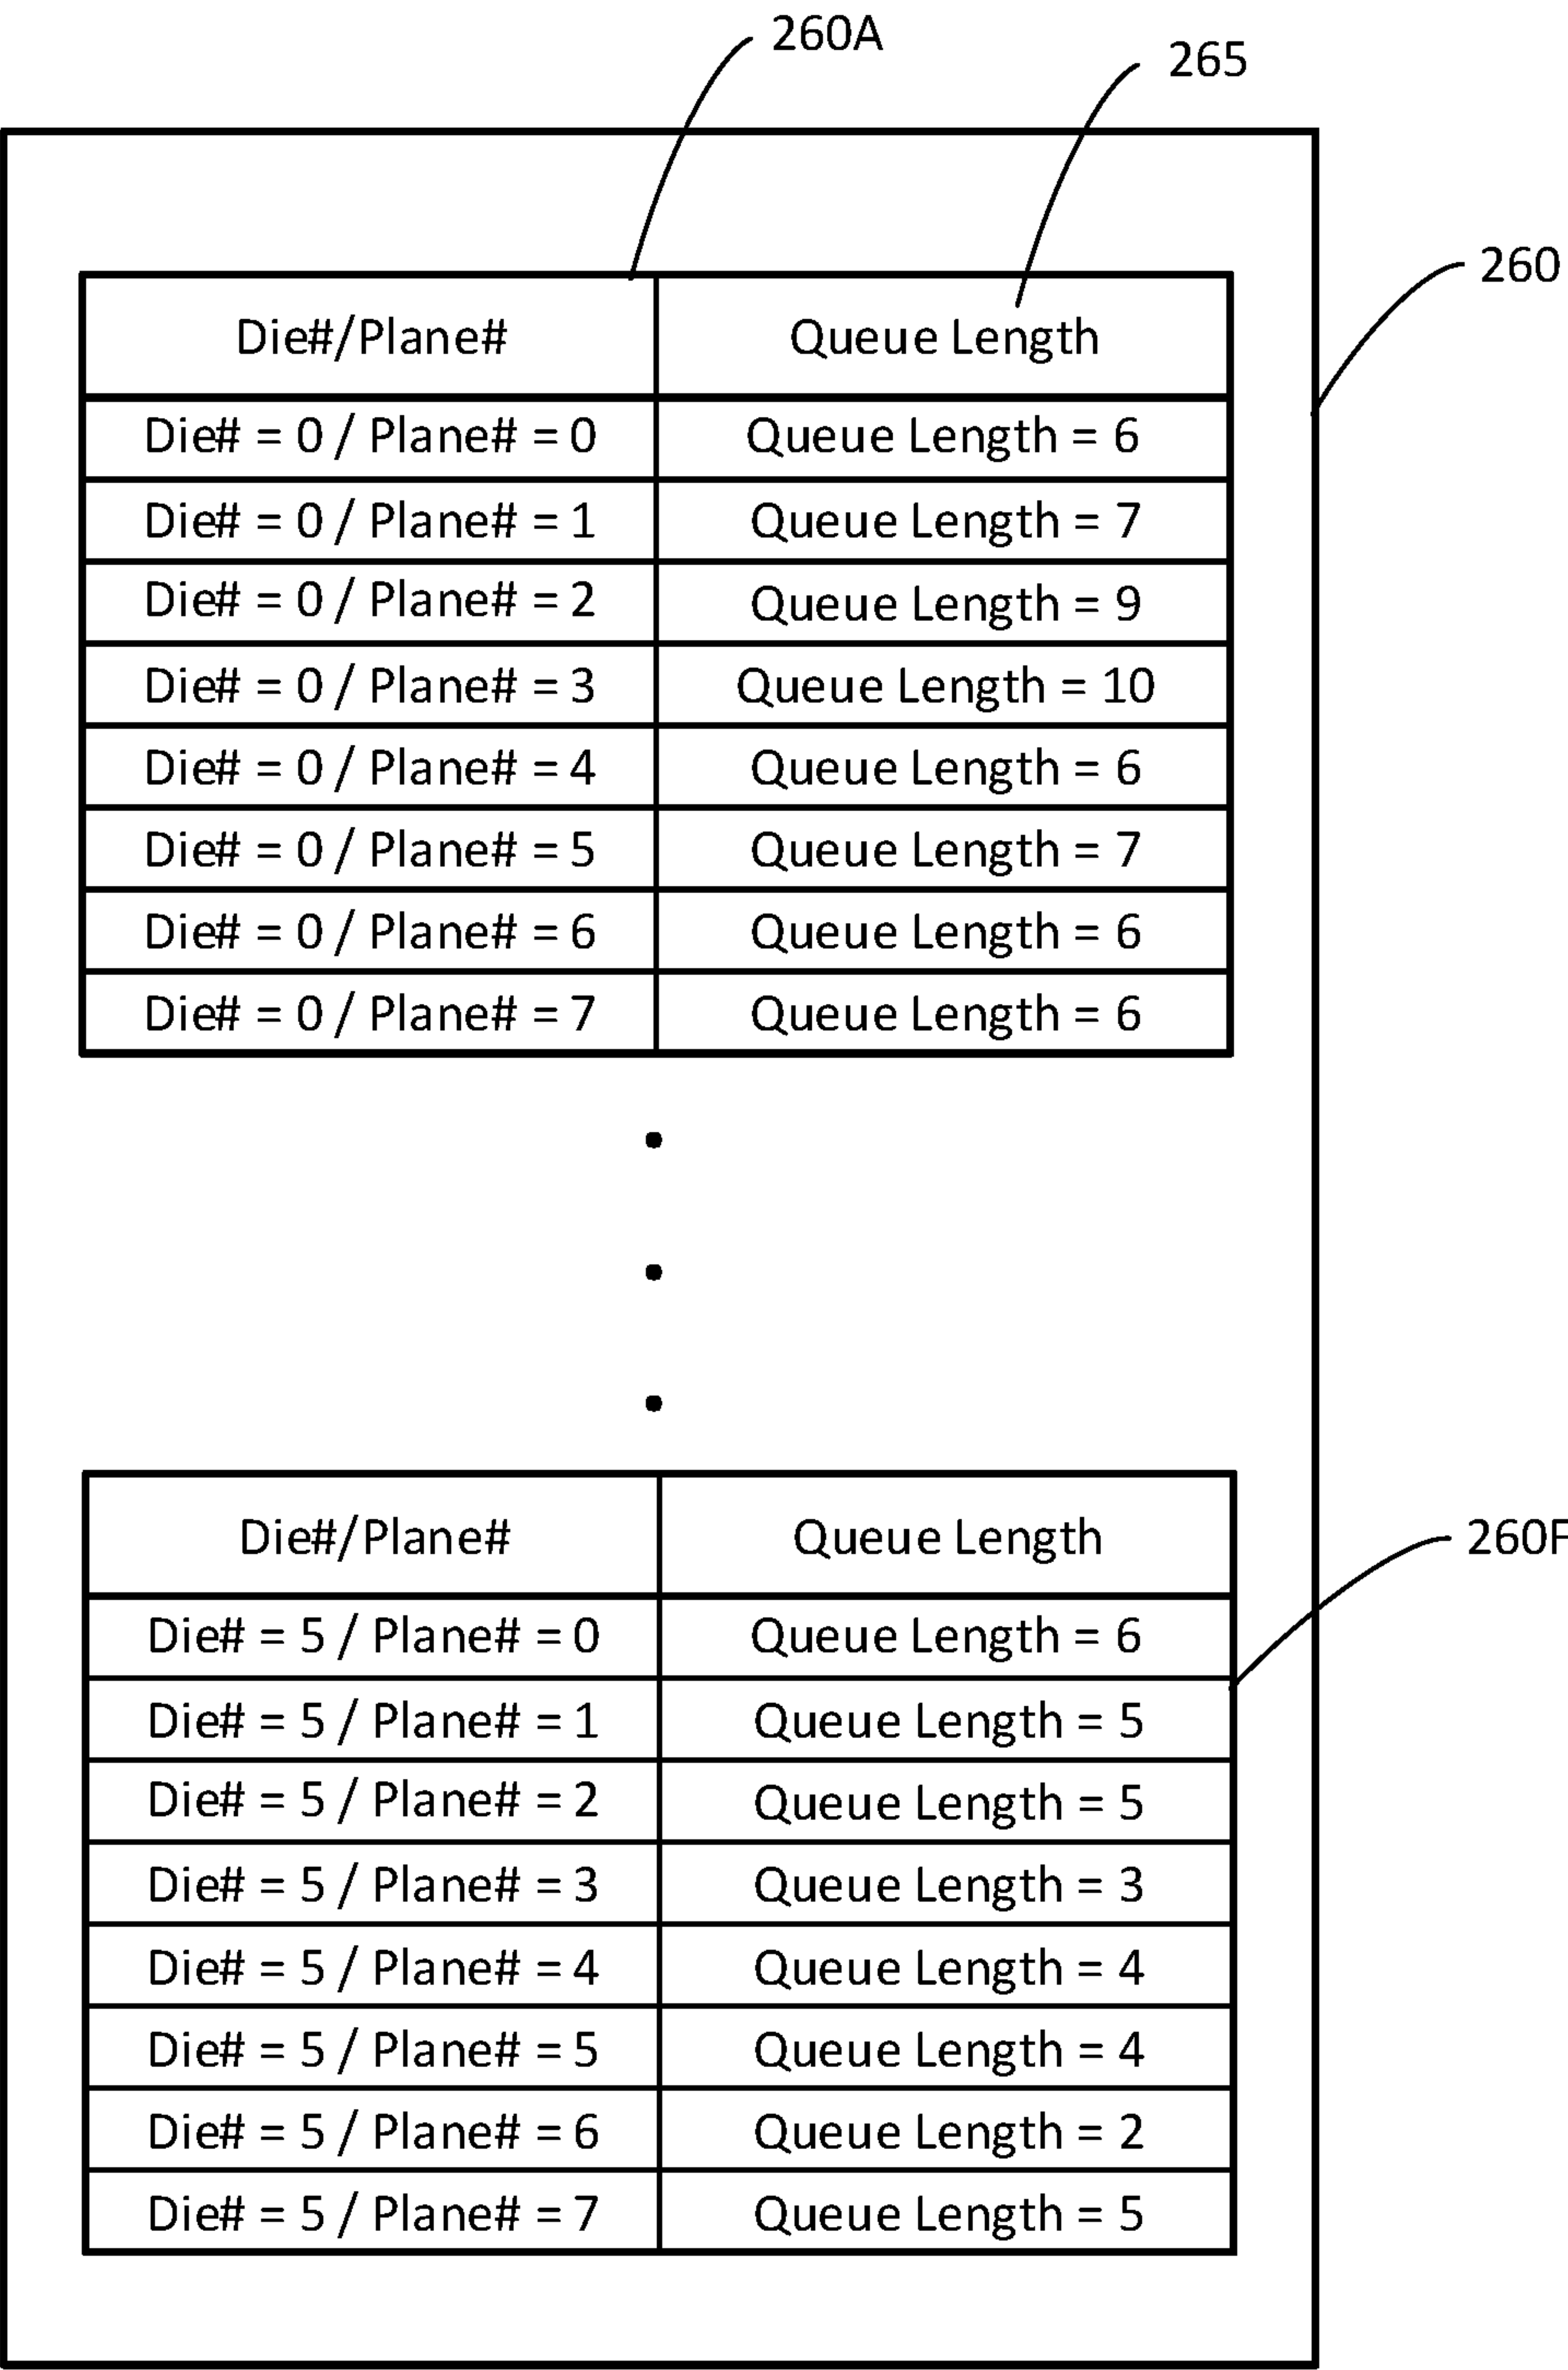 260A
265
260
Die#/Plane# Queue Length
Die# = 0 / Plane# = 0 Queue Length = 6
Die# = 0 / Plane# = 1 Queue Length = 7
Die# = 0 / Plane# = 2 Queue Length = 9
Die# = 0 / Plane# = 3 Queue Length = 10
Die# = 0 / Plane# = 4 Queue Length = 6
Die# = 0 / Plane# = 5 Queue Length = 7
Die# = 0 / Plane# = 6 Queue Length = 6
Die# = 0 / Plane# = 7 Queue Length = 6
Die#/Plane# Queue Length
260F
Die# = 5 / Plane# = 0 Queue Length = 6
Die# = 5 / Plane# = 1 Queue Length = 5
Die# = 5 / Plane# = 2 Queue Length = 5
Die# = 5 / Plane# = 3 Queue Length = 3
Die# = 5 / Plane# = 4 Queue Length = 4
Die# = 5 / Plane# = 5 Queue Length = 4
Die# = 5 / Plane# = 6 Queue Length = 2
Die# = 5 / Plane# = 7 Queue Length = 5